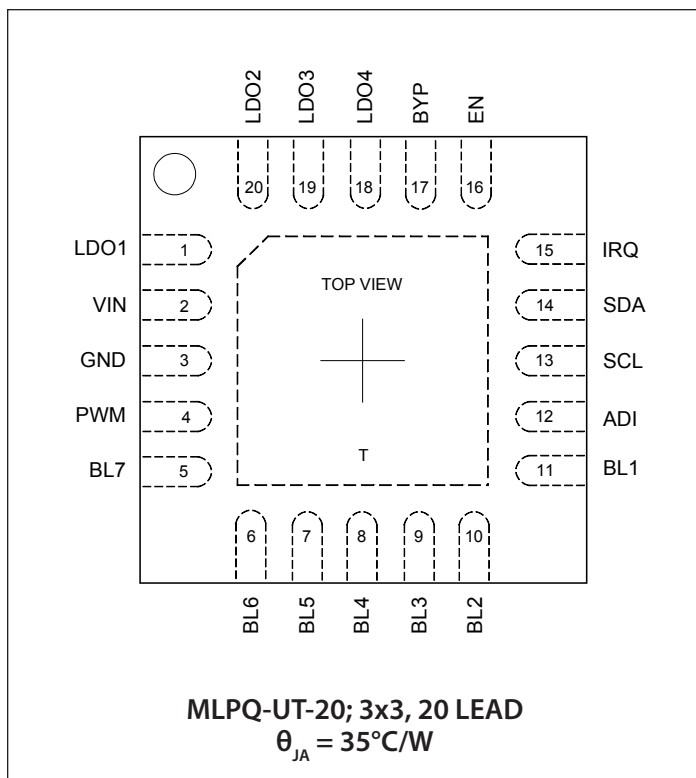 LDO2
LDO3
LDO4
BYP
EN
20
19
18
17
16
LDO1
1
VIN
2
GND
3
PWM
4
BL7
5
TOP VIEW
T
15
IRQ
14
SDA
13
SCL
12
ADI
11
BL1
6
7
8
9
10
BL6
BL5
BL4
BL3
BL2
MLPQ-UT-20; 3x3, 20 LEAD
θJA = 35°C/W